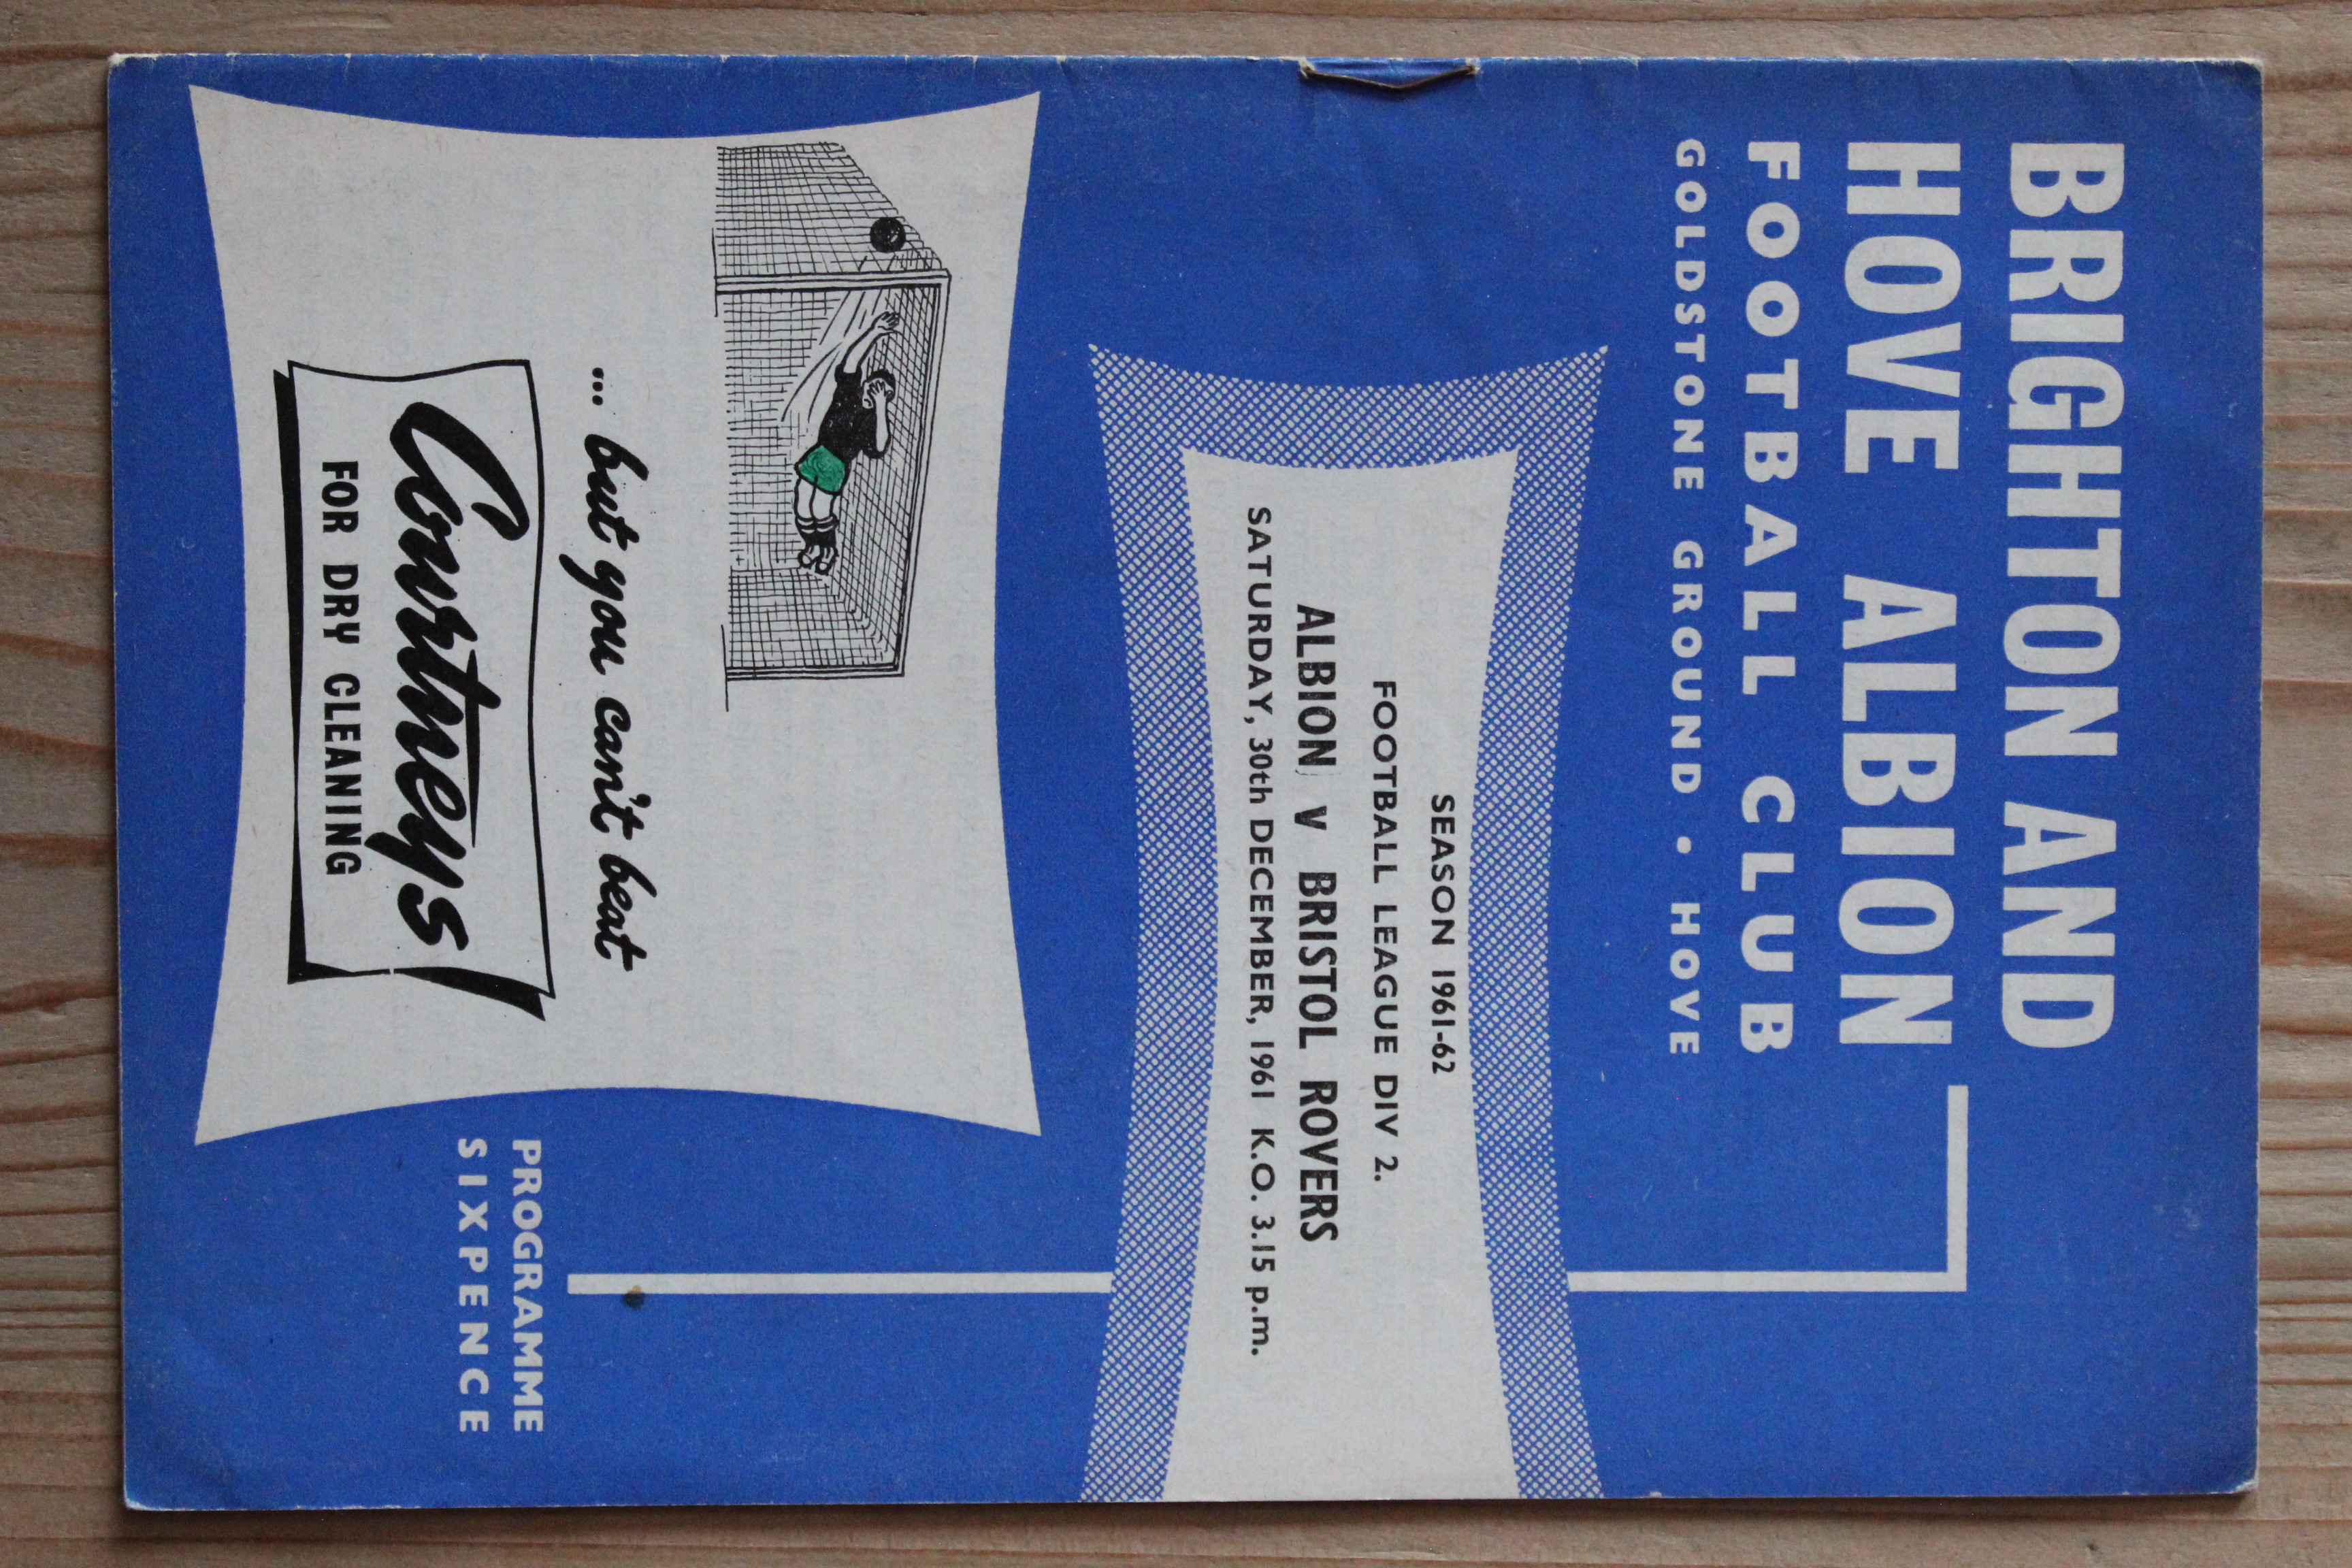 BRIGHTON AND
HOVE ALBION
FOOTBALL CLUB
GOLDSTONE GROUND • HOVE
SEASON 1961-62
FOOTBALL LEAGUE DIV 2.
ALBION V BRISTOL ROVERS
SATURDAY, 30th DECEMBER, 1961 K.O. 3.15 p.m.
... but you can't beat
Courtneys
FOR DRY CLEANING
PROGRAMME
SIXPENCE